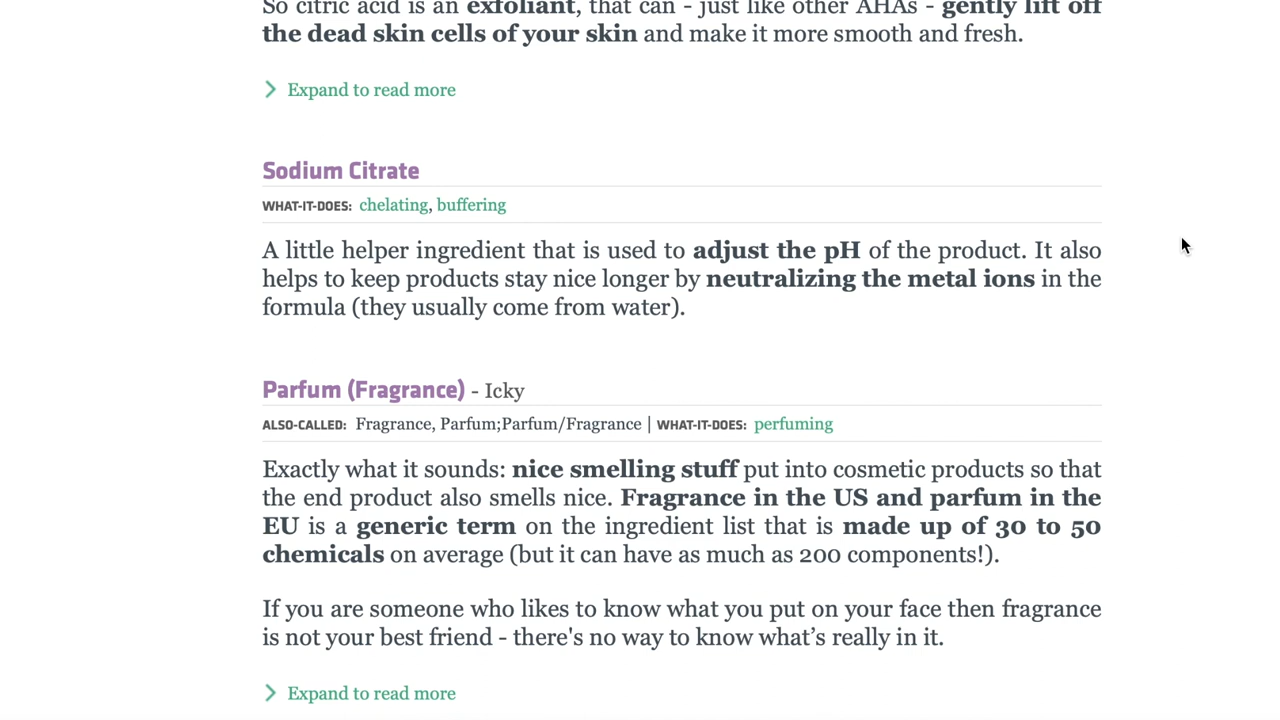 So citric acid is an exfoliant, that can - just like other AHAs - gently lift off
the dead skin cells of your skin and make it more smooth and fresh.
Expand to read more
Sodium Citrate
WHAT-IT-DOES: chelating, buffering
A little helper ingredient that is used to adjust the pH of the product. It also
helps to keep products stay nice longer by neutralizing the metal ions in the
formula (they usually come from water).
Parfum (Fragrance) - Icky
ALSO-CALLED: Fragrance, Parfum;Parfum/Fragrance | WHAT-IT-DOES: perfuming
Exactly what it sounds: nice smelling stuff put into cosmetic products so that
the end product also smells nice. Fragrance in the US and parfum in the
EU is a generic term on the ingredient list that is made up of 30 to 50
chemicals on average (but it can have as much as 200 components!).
If you are someone who likes to know what you put on your face then fragrance
is not your best friend - there's no way to know what’s really in it.
Expand to read more